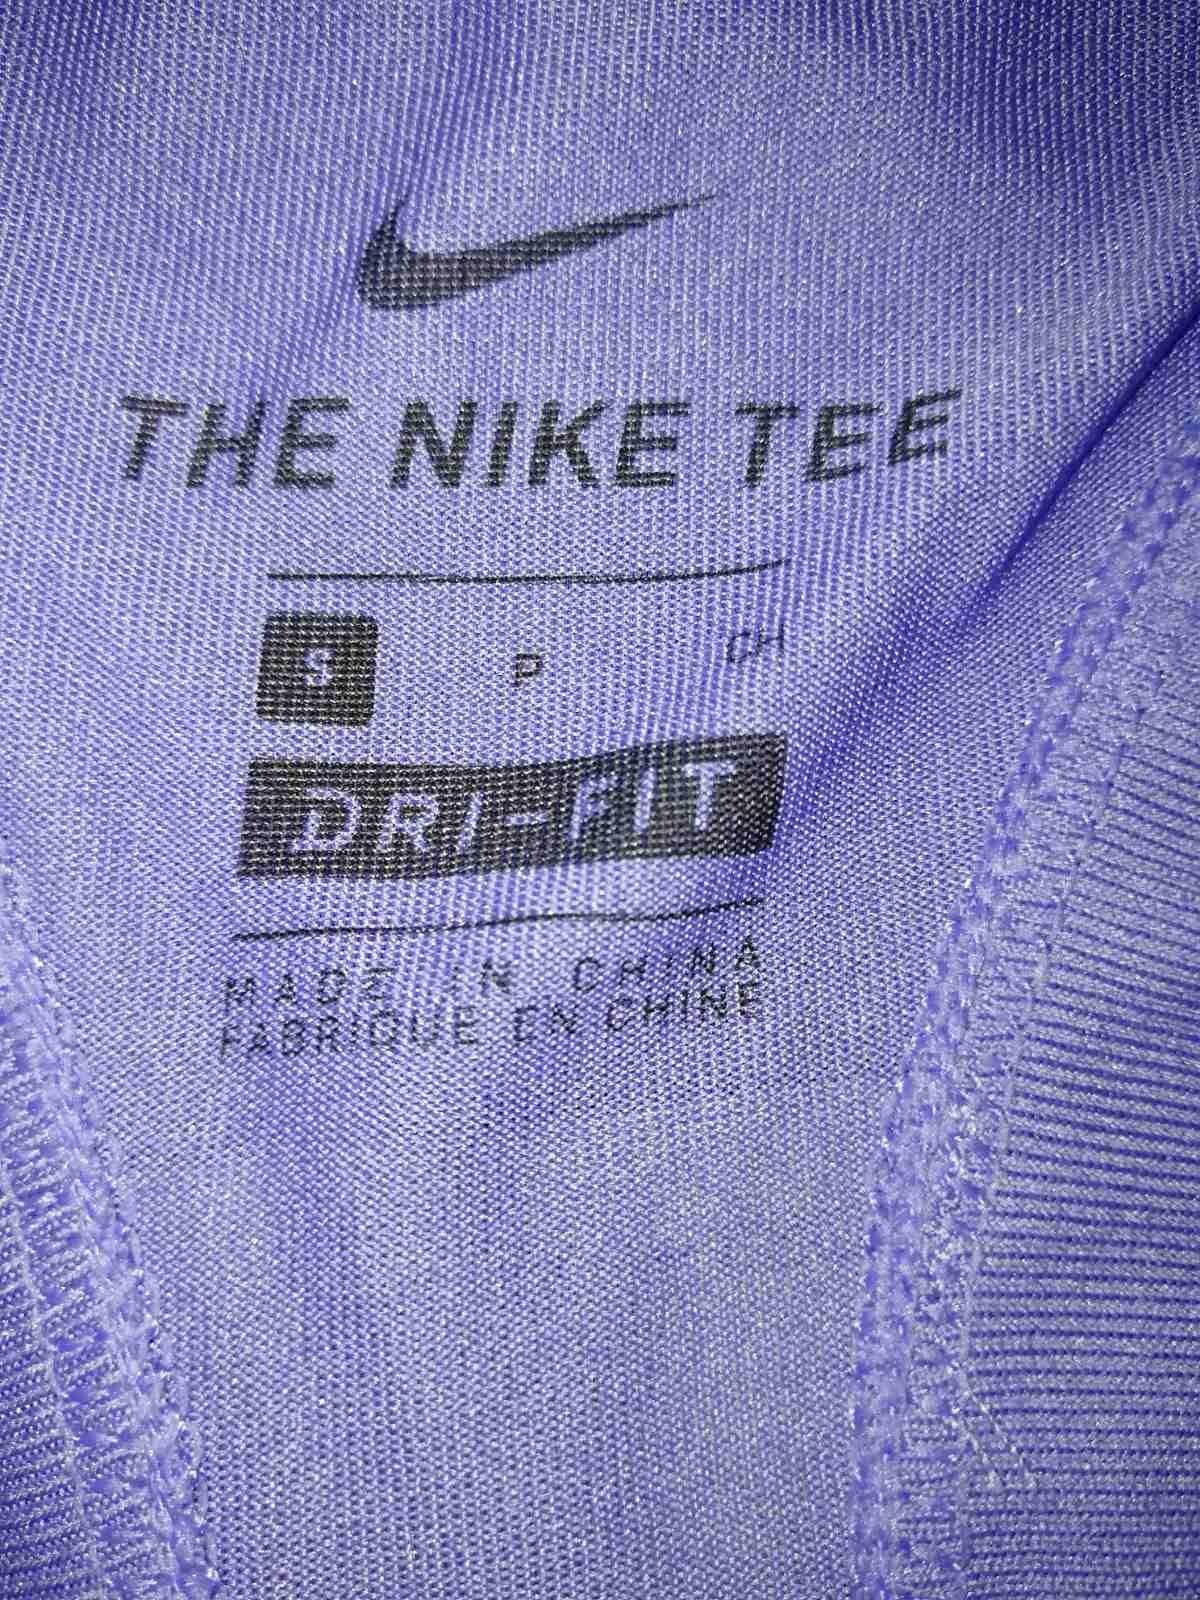 THE NIKE TEE
S P CH
DRI-FIT
MADE IN CHINA
FABRIQUE EN CHINE